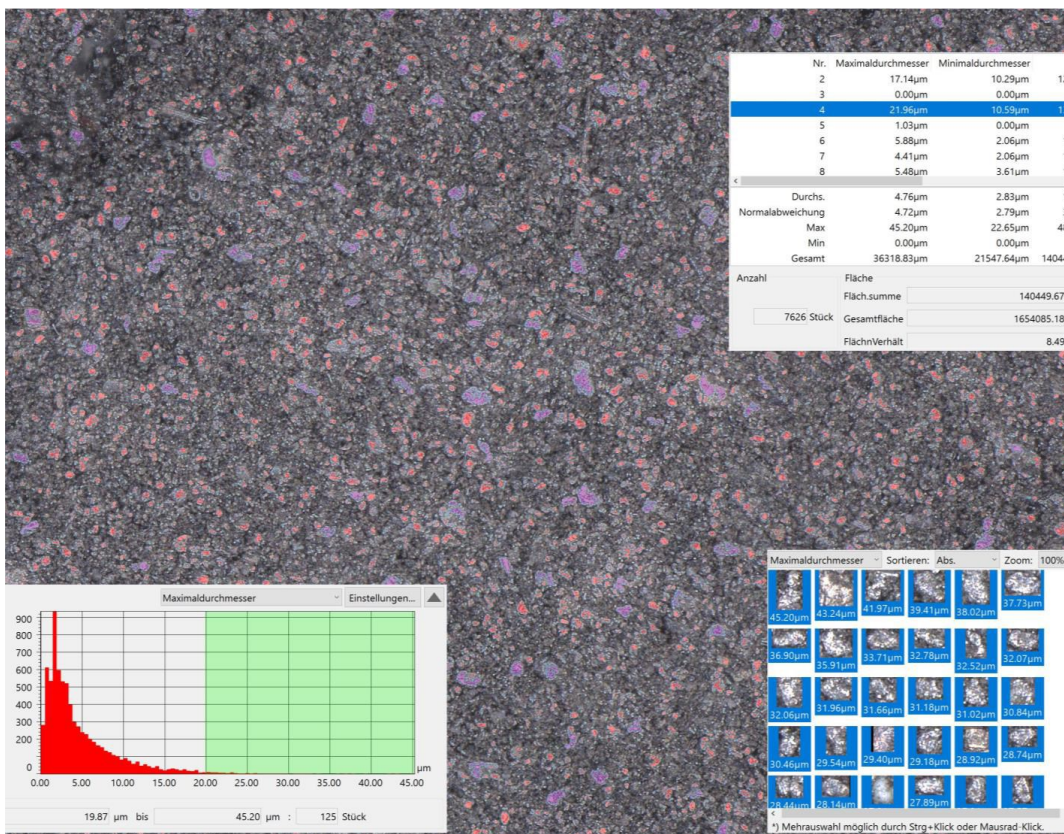 Nr. Maximaldurchmesser Minimaldurchmesser
2 17.14µm 10.29µm
3 0.00µm 0.00µm
4 21.96µm 10.59µm
5 1.03µm 0.00µm
6 5.88µm 2.06µm
7 4.41µm 2.06µm
8 5.48µm 3.61µm
Durchs. 4.76µm 2.83µm
Normalabweichung 4.72µm 2.79µm
Max 45.20µm 22.65µm
Min 0.00µm 0.00µm
Gesamt 36318.83µm 21547.64µm 1404
Anzahl Fläche
Fläch.summe 140449.67
7626 Stück Gesamtfläche 1654085.18
FlächnVerhält 8.49
Maximaldurchmesser Sortieren: Abs. Zoom: 100%
45.20µm 43.24µm 41.97µm 39.41µm 38.02µm 37.73µm
36.90µm 35.91µm 33.71µm 32.78µm 32.52µm 32.07µm
32.06µm 31.96µm 31.66µm 31.18µm 31.02µm 30.84µm
30.46µm 29.54µm 29.40µm 29.18µm 28.92µm 28.74µm
28.44µm 28.14µm 27.89µm
*) Mehrauswahl möglich durch Strg+Klick oder Mausrad-Klick.
Maximaldurchmesser Einstellungen...
900
800
700
600
500
400
300
200
0
µm
0.00 5.00 10.00 15.00 20.00 25.00 30.00 35.00 40.00 45.00
19.87 µm bis 45.20 µm : 125 Stück